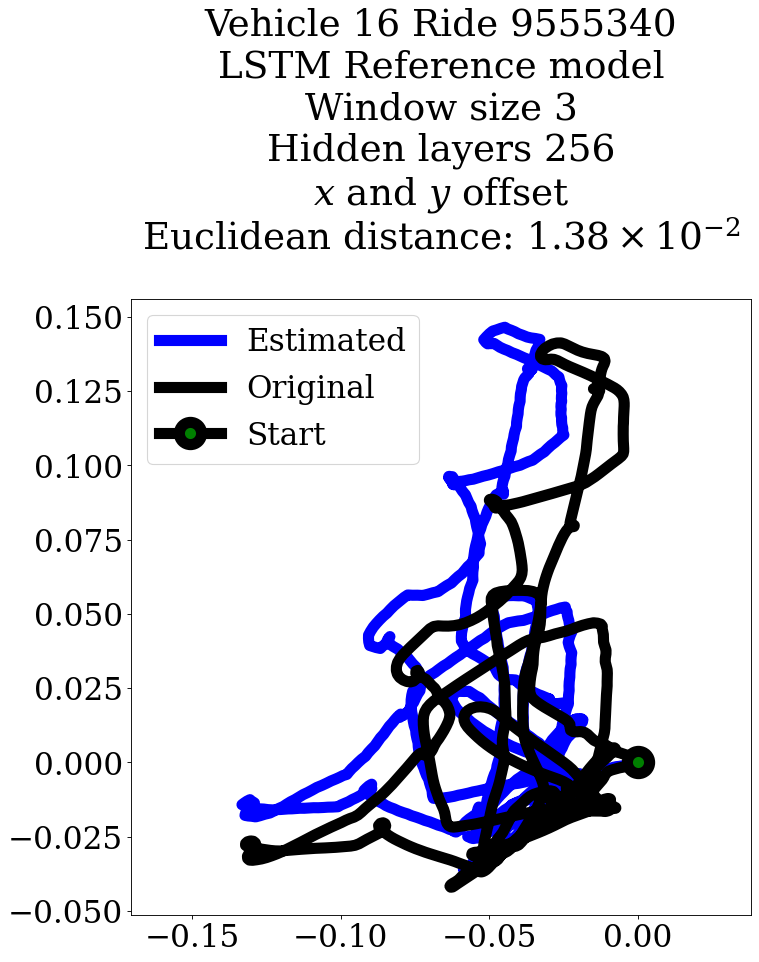 Vehicle 16 Ride 9555340
LSTM Reference model
Window size 3
Hidden layers 256
x and y offset
Euclidean distance: 1.38 × 10⁻²
0.150
0.125
0.100
0.075
0.050
0.025
0.000
−0.025
−0.050
Estimated
Original
Start
−0.15 −0.10 −0.05 0.00